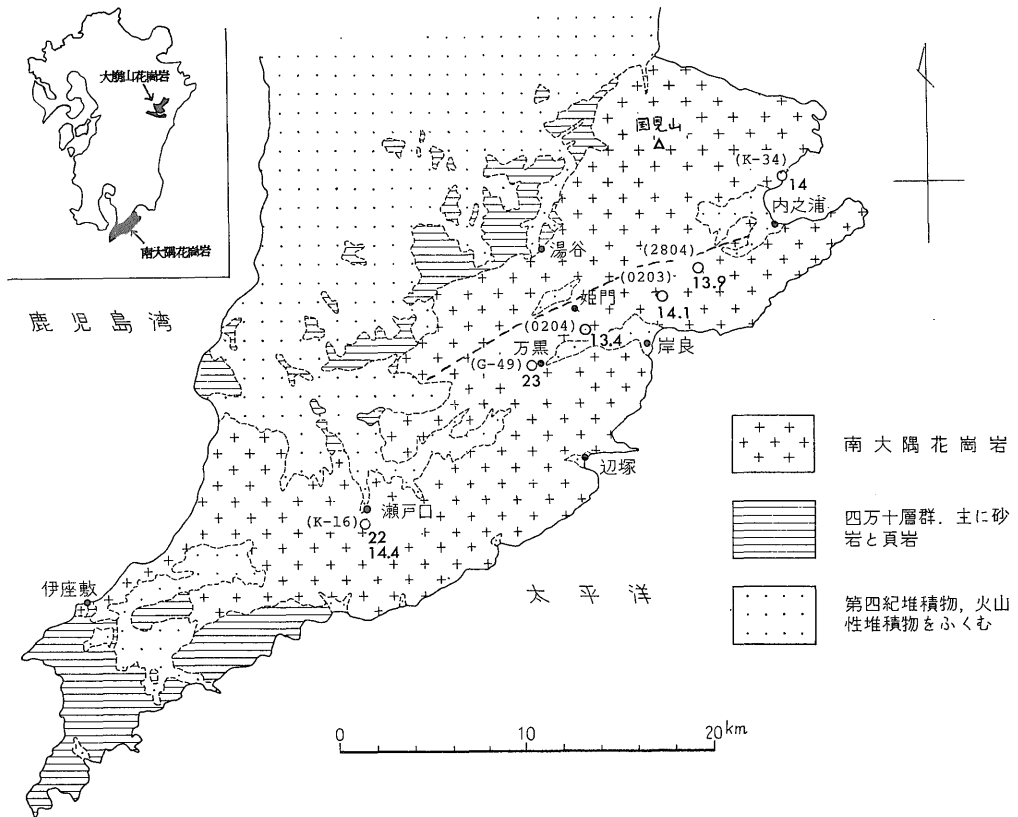 大崩山花崗岩
南大隅花崗岩
国見山
(K-34)
14
内之浦
湯谷
(2804)
13.9
(0203)
14.1
姫門
(0204)
13.4
岸良
万黒
(G-49)
23
辺塚
瀬戸口
(K-16)
22
14.4
伊座敷
鹿児島湾
太平洋
南大隅花崗岩
四万十層群．主に砂
岩と頁岩
第四紀堆積物，火山
性堆積物をふくむ
0
10
20km